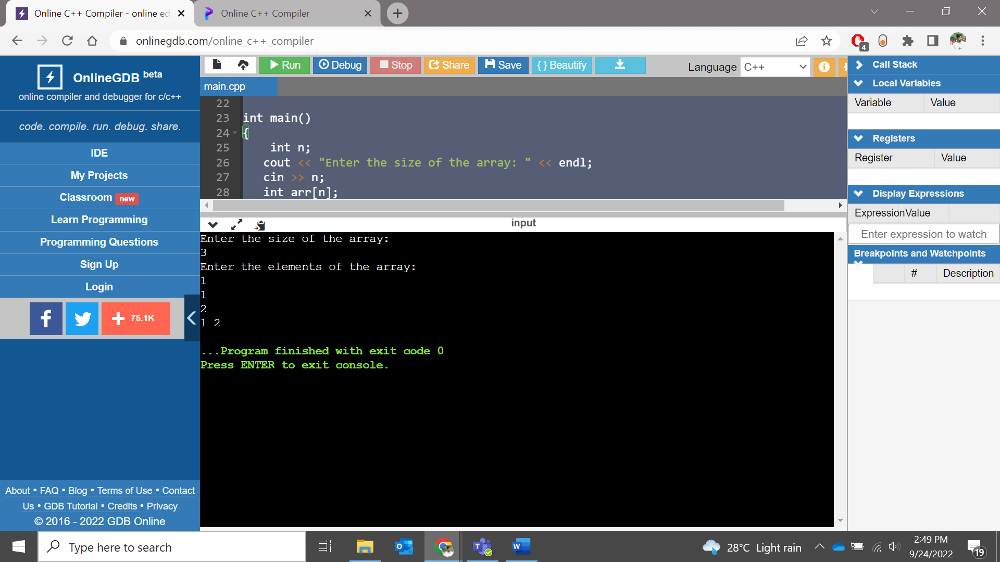 Online C++ Compiler - online ed
Online C++ Compiler
onlinegdb.com/online_c++_compiler
4
OnlineGDB beta
online compiler and debugger for c/c++
code. compile. run. debug. share.
IDE
My Projects
Classroom new
Learn Programming
Programming Questions
Sign Up
Login
f
75.1K
About • FAQ • Blog • Terms of Use • Contact
Us • GDB Tutorial • Credits • Privacy
© 2016 - 2022 GDB Online
Run
Debug
Stop
Share
Save
{ } Beautify
Language
C++
main.cpp
22
23 int main()
24 {
25 int n;
26 cout << "Enter the size of the array: " << endl;
27 cin >> n;
28 int arr[n];
input
Enter the size of the array:
3
Enter the elements of the array:
1
1
2
1 2
...Program finished with exit code 0
Press ENTER to exit console.
Call Stack
Local Variables
Variable Value
Registers
Register Value
Display Expressions
Expression Value
Enter expression to watch
Breakpoints and Watchpoints
# Description
Type here to search
28°C Light rain
2:49 PM
9/24/2022
19